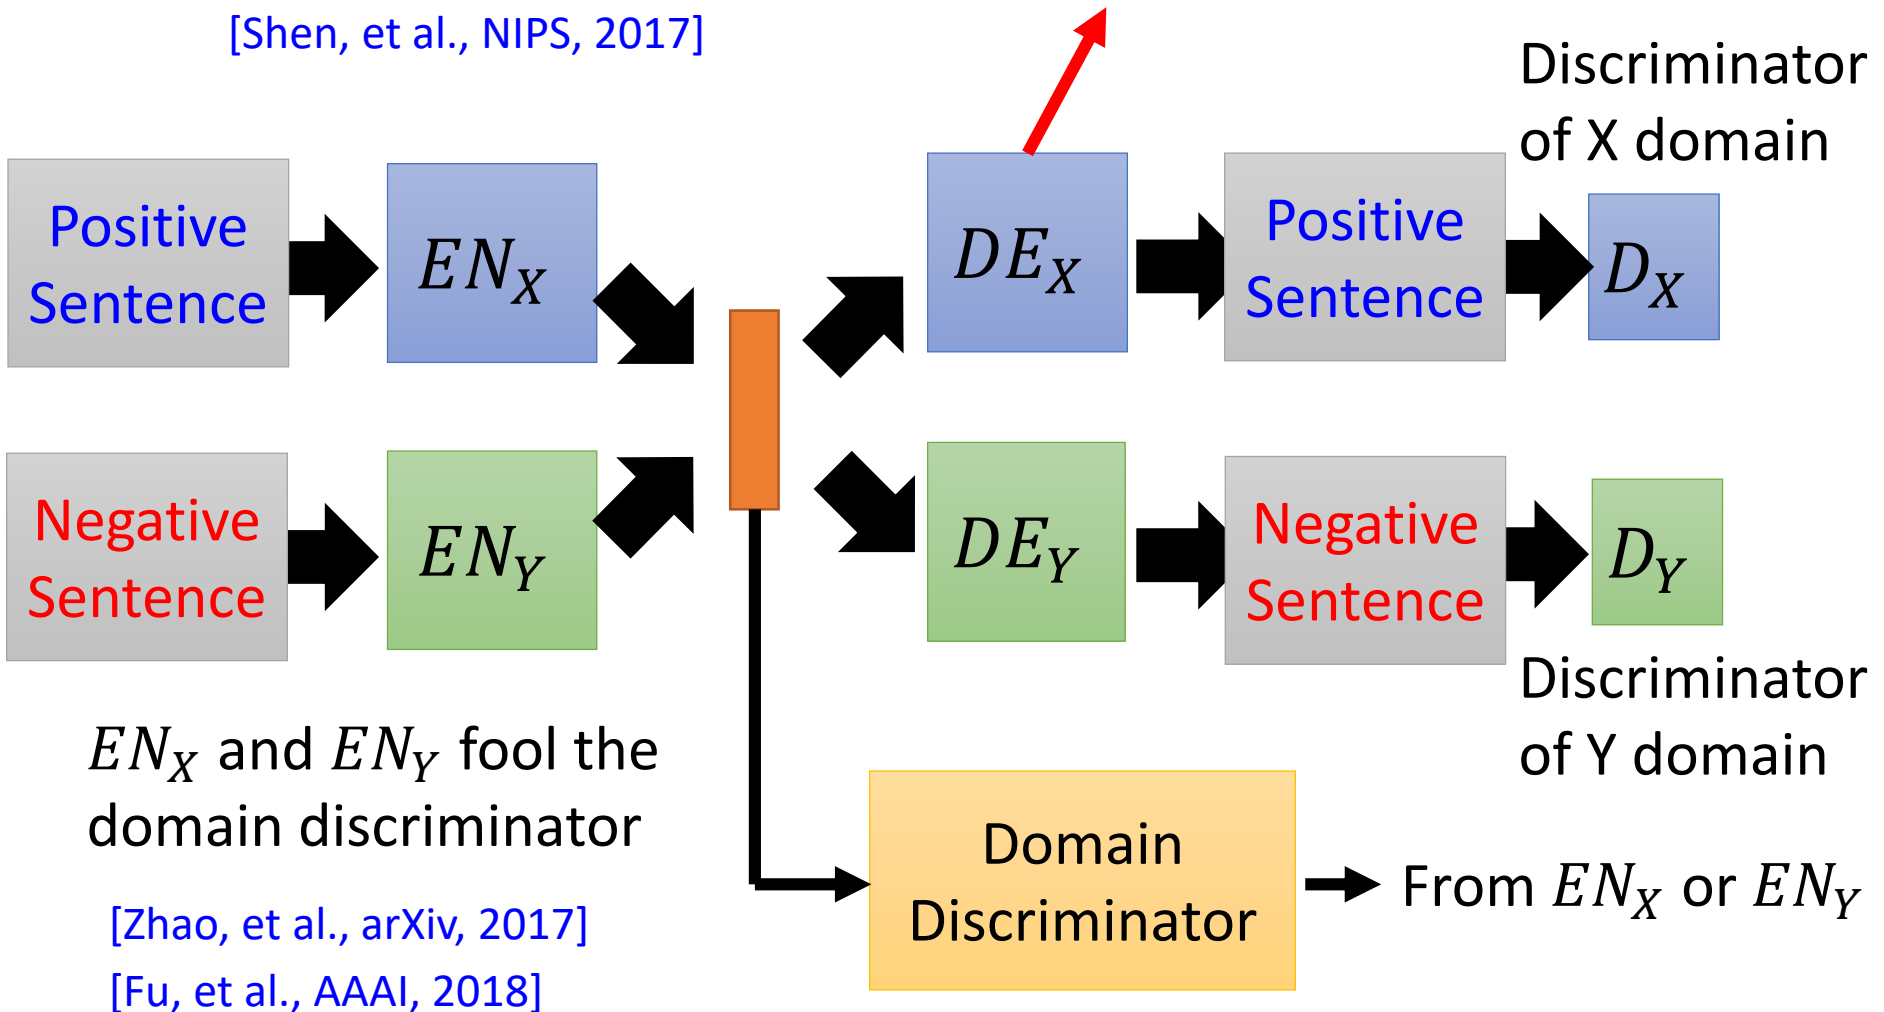 [Shen, et al., NIPS, 2017]
Discriminator
of X domain
Positive
Sentence
EN_X
DE_X
Positive
Sentence
D_X
Negative
Sentence
EN_Y
DE_Y
Negative
Sentence
D_Y
Discriminator
of Y domain
EN_X and EN_Y fool the
domain discriminator
Domain
Discriminator
From EN_X or EN_Y
[Zhao, et al., arXiv, 2017]
[Fu, et al., AAAI, 2018]